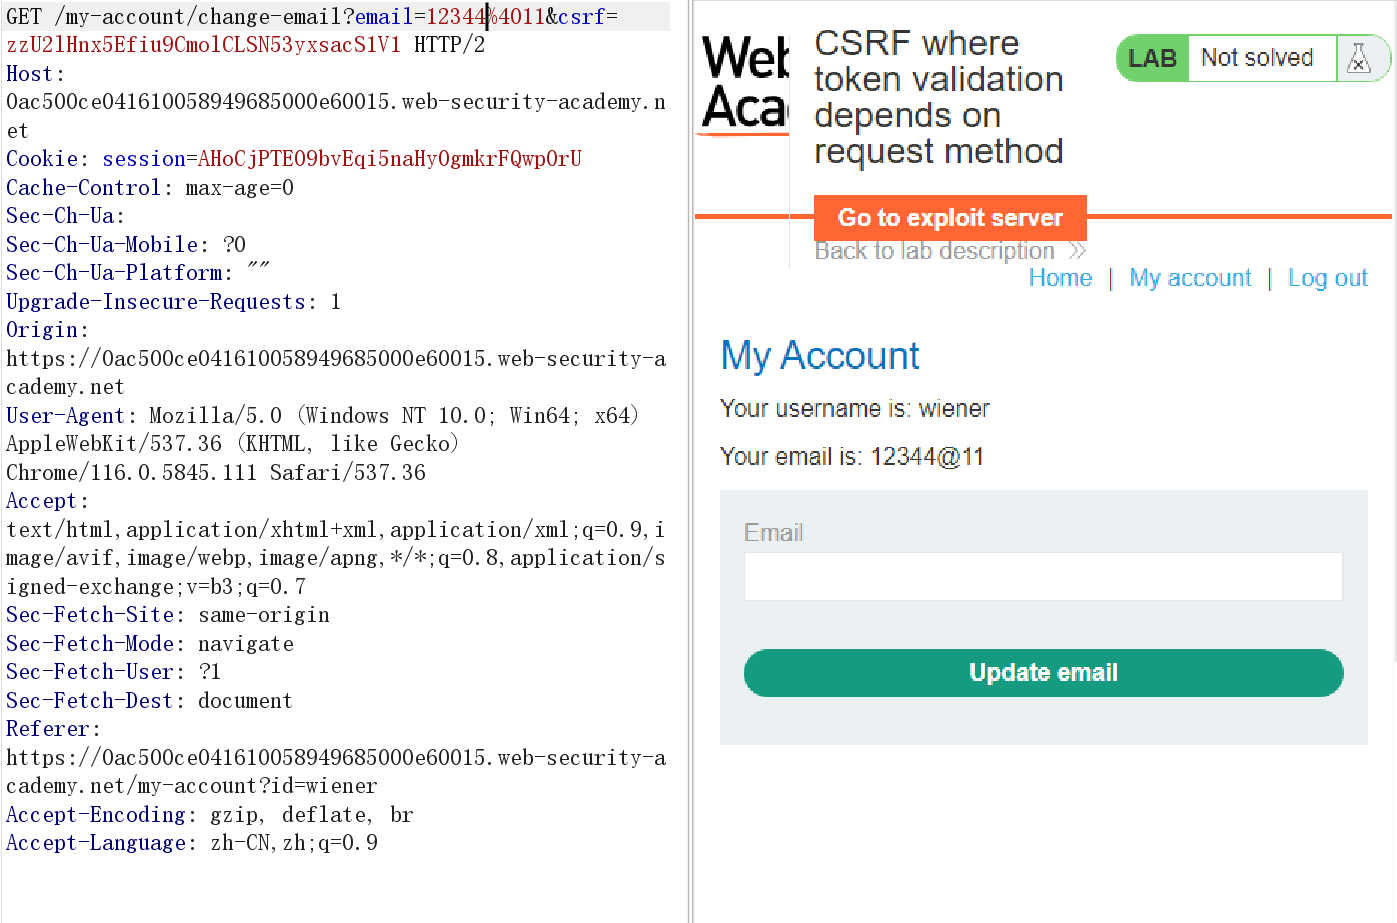 GET /my-account/change-email?email=12344%4011&csrf=
zzU2lHnx5Efiu9CmolCLSN53yxsacS1V1 HTTP/2
Host:
0ac500ce041610058949685000e60015.web-security-academy.n
et
Cookie: session=AHoCjPTEO9bvEqi5naHyOgmkrFQwpOrU
Cache-Control: max-age=0
Sec-Ch-Ua:
Sec-Ch-Ua-Mobile: ?0
Sec-Ch-Ua-Platform: ""
Upgrade-Insecure-Requests: 1
Origin:
https://0ac500ce041610058949685000e60015.web-security-a
cademy.net
User-Agent: Mozilla/5.0 (Windows NT 10.0; Win64; x64)
AppleWebKit/537.36 (KHTML, like Gecko)
Chrome/116.0.5845.111 Safari/537.36
Accept:
text/html,application/xhtml+xml,application/xml;q=0.9,i
mage/avif,image/webp,image/apng,*/*;q=0.8,application/s
igned-exchange;v=b3;q=0.7
Sec-Fetch-Site: same-origin
Sec-Fetch-Mode: navigate
Sec-Fetch-User: ?1
Sec-Fetch-Dest: document
Referer:
https://0ac500ce041610058949685000e60015.web-security-a
cademy.net/my-account?id=wiener
Accept-Encoding: gzip, deflate, br
Accept-Language: zh-CN,zh;q=0.9
Web
Aca
CSRF where
token validation
depends on
request method
LAB Not solved
Go to exploit server
Back to lab description
Home | My account | Log out
My Account
Your username is: wiener
Your email is: 12344@11
Email
Update email